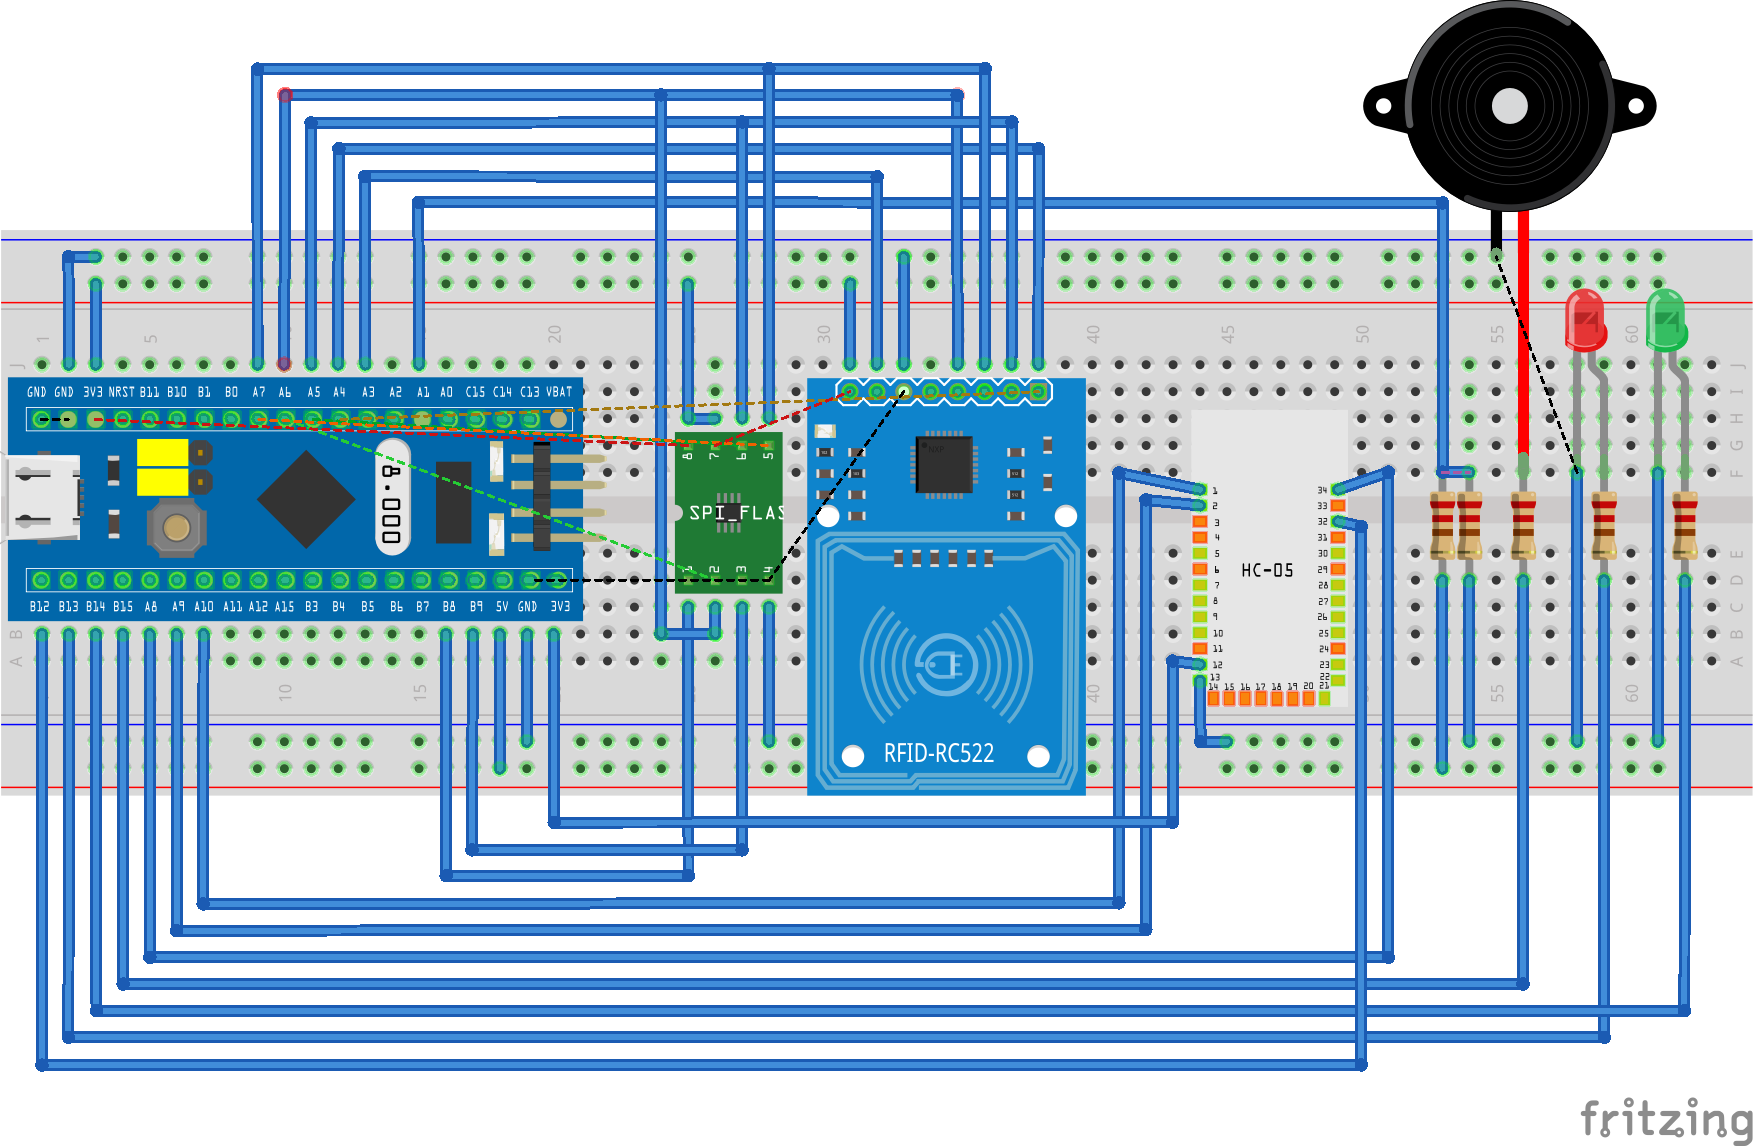 1 5 10 20 30 40 45 50 55 60
J J
I
H
GND GND 3V3 NRST B11 B10 B1 B0 A7 A6 A5 A4 A3 A2 A1 A0 C15 C14 C13 VBAT
G
F
8 7 6 5
8.000
SPI_FLAS
1 2 3 4
E
D
C
B12 B13 B14 B15 A8 A9 A10 A11 A12 A15 B3 B4 B5 B6 B7 B8 B9 5V GND 3V3
B B
A A
10 15 40 55 60
RFID-RC522
HC-05
1 34
2 33
3 32
4 31
5 30
6 29
7 28
8 27
9 26
10 25
11 24
12 23
13 22
14 15 16 17 18 19 20 21
fritzing